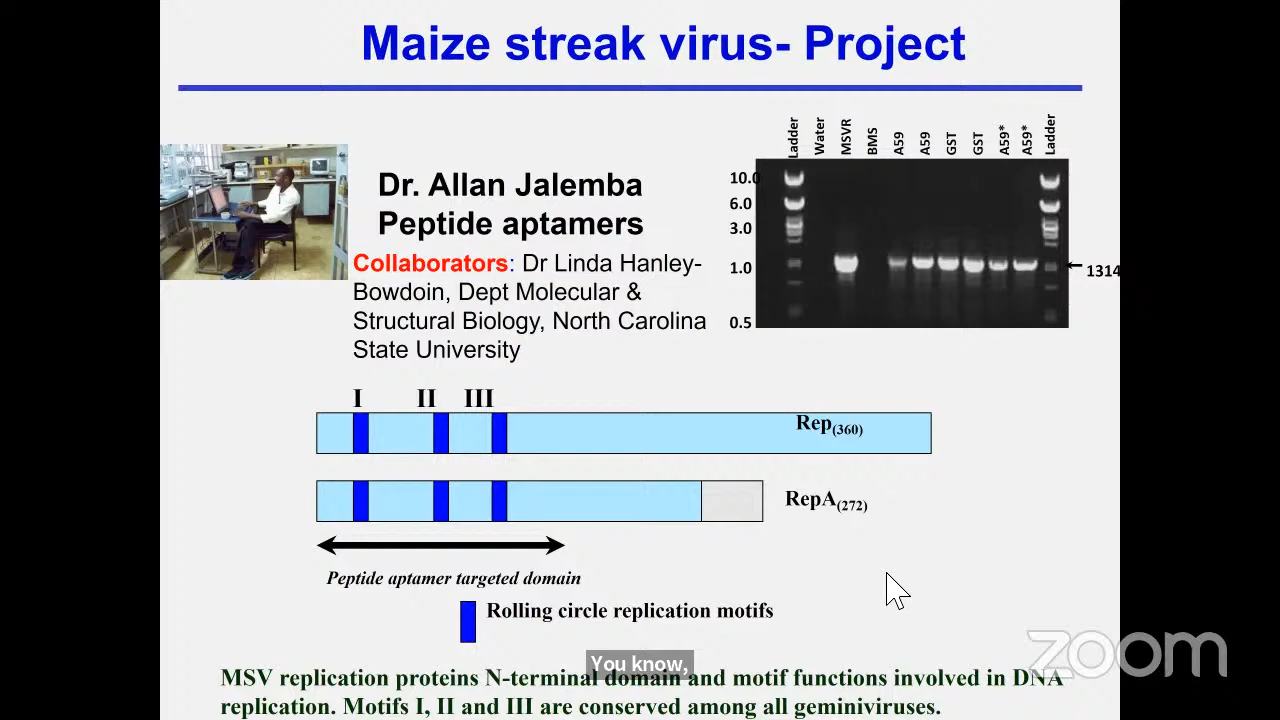 Maize streak virus- Project
Dr. Allan Jalemba
Peptide aptamers
Collaborators: Dr Linda Hanley-
Bowdoin, Dept Molecular &
Structural Biology, North Carolina
State University
Ladder
Water
MSVR
BMS
A59
A59
GST
GST
A59*
A59*
Ladder
10.0
6.0
3.0
1.0
0.5
1314
I II III
Rep(360)
RepA(272)
Peptide aptamer targeted domain
Rolling circle replication motifs
You know,
MSV replication proteins N-terminal domain and motif functions involved in DNA
replication. Motifs I, II and III are conserved among all geminiviruses.
zoom